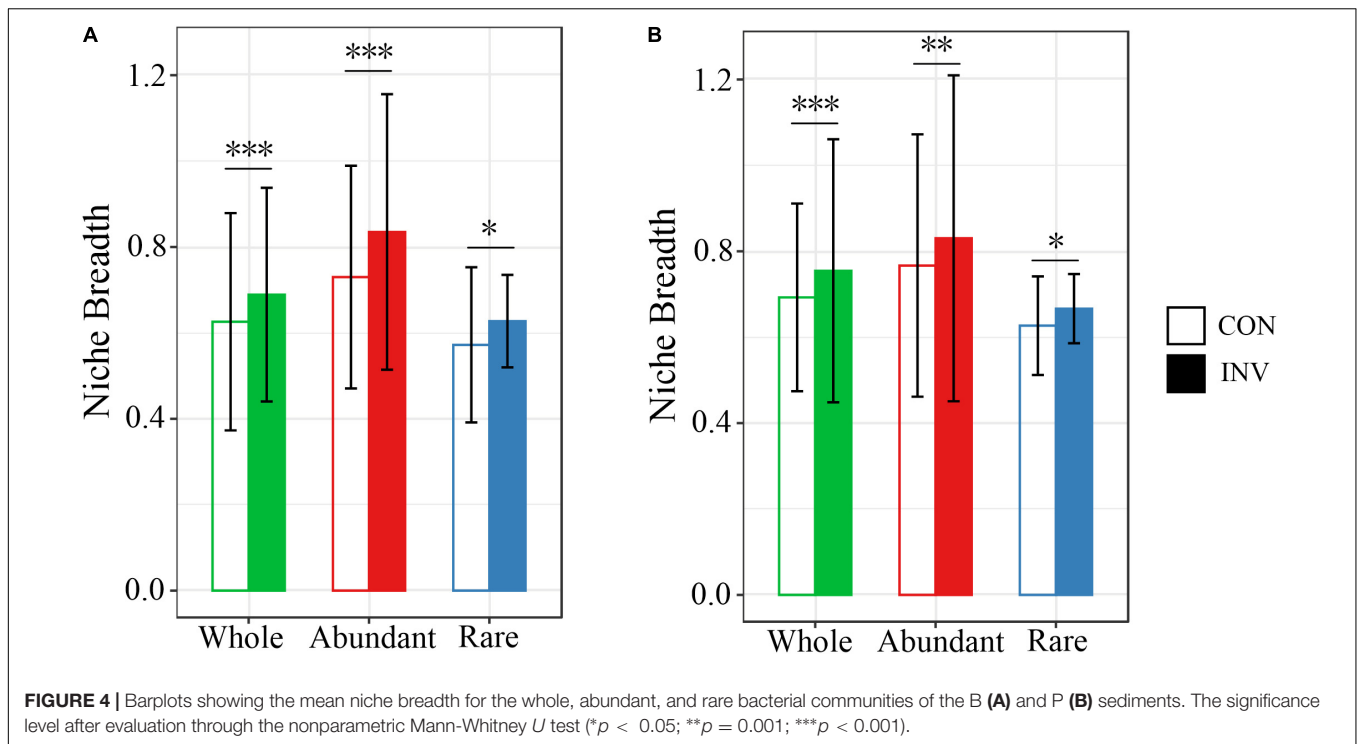 A
B
***
***
*
***
**
*
Niche Breadth
1.2
0.8
0.4
0.0
Whole Abundant Rare
Niche Breadth
1.2
0.8
0.4
0.0
Whole Abundant Rare
CON
INV
FIGURE 4 | Barplots showing the mean niche breadth for the whole, abundant, and rare bacterial communities of the B (A) and P (B) sediments. The significance
level after evaluation through the nonparametric Mann-Whitney U test (*p < 0.05; **p = 0.001; ***p < 0.001).